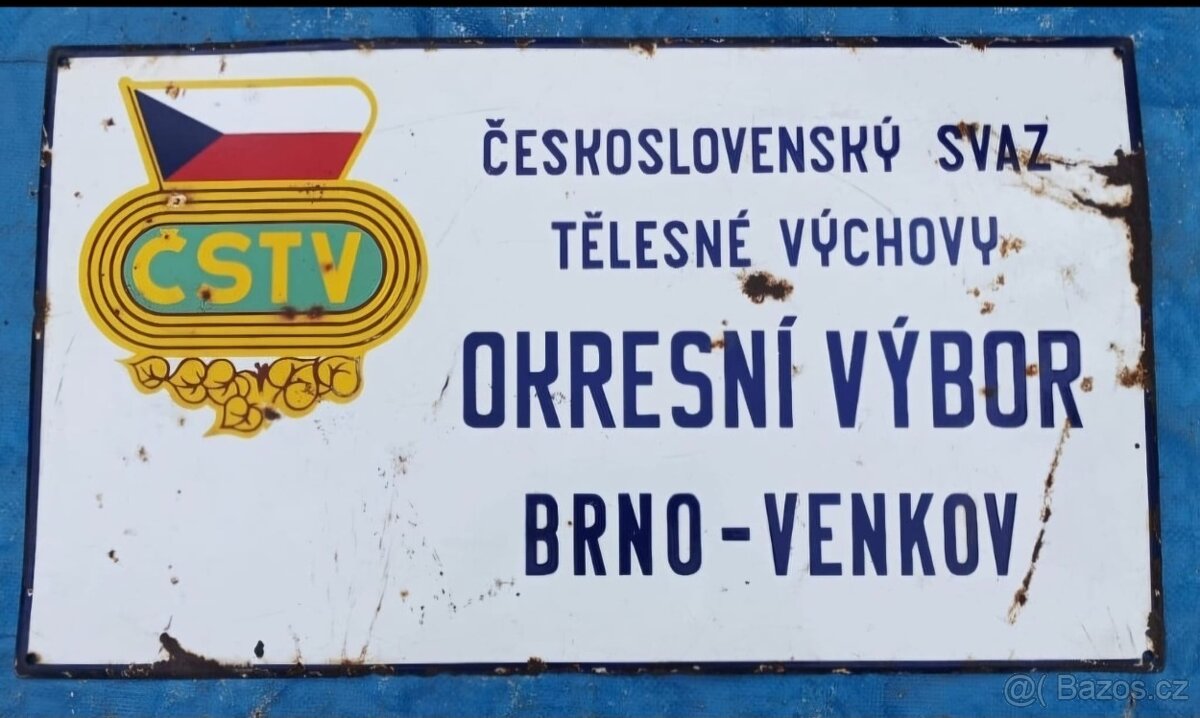 ČSTV
ČESKOSLOVENSKÝ SVAZ
TĚLESNÉ VÝCHOVY
OKRESNÍ VÝBOR
BRNO-VENKOV
@( Bazos.cz